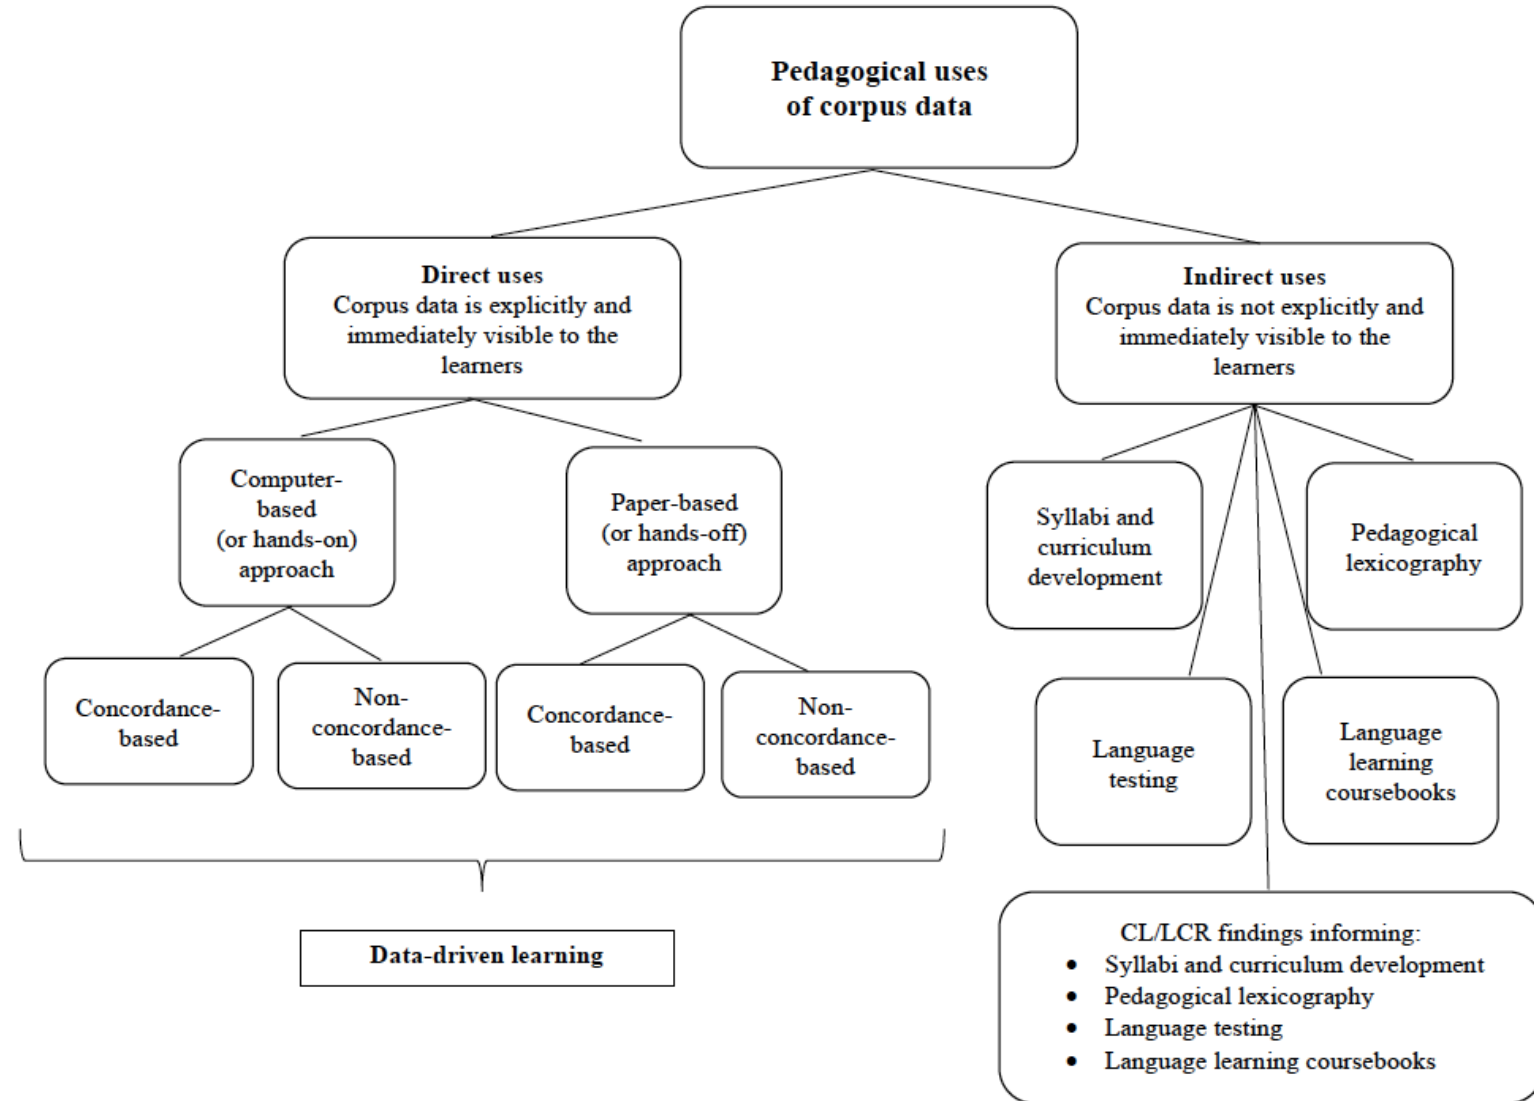 Pedagogical uses
of corpus data
Direct uses
Corpus data is explicitly and
immediately visible to the
learners
Indirect uses
Corpus data is not explicitly and
immediately visible to the
learners
Computer-
based
(or hands-on)
approach
Paper-based
(or hands-off)
approach
Syllabi and
curriculum
development
Pedagogical
lexicography
Concordance-
based
Non-
concordance-
based
Concordance-
based
Non-
concordance-
based
Language
testing
Language
learning
coursebooks
Data-driven learning
CL/LCR findings informing:
• Syllabi and curriculum development
• Pedagogical lexicography
• Language testing
• Language learning coursebooks